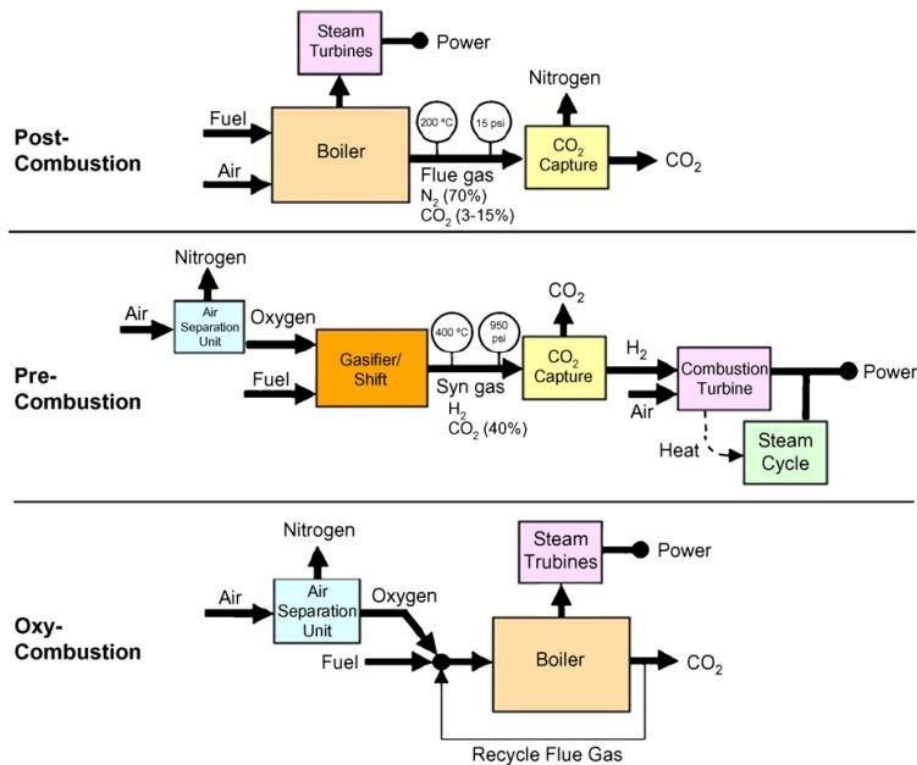 Steam
Turbines
Power
Nitrogen
Fuel
200 ºC
15 psi
Post-
Combustion
Boiler
CO₂
Capture
CO₂
Air
Flue gas
N₂ (70%)
CO₂ (3-15%)
Nitrogen
CO₂
Air
Air
Separation
Unit
Oxygen
400 ºC
950
psi
H₂
Pre-
Combustion
Fuel
Gasifier/
Shift
CO₂
Capture
Combustion
Turbine
Power
Syn gas
H₂
CO₂ (40%)
Air
Heat
Steam
Cycle
Nitrogen
Steam
Trubines
Power
Air
Air
Separation
Unit
Oxygen
Oxy-
Combustion
Fuel
Boiler
CO₂
Recycle Flue Gas